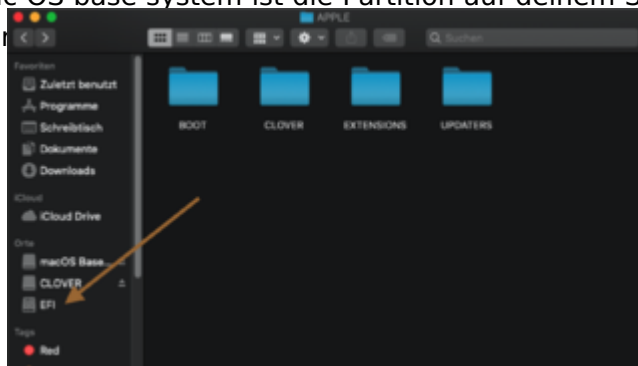 OS base system ist die Partition auf deinem S
APPLE
Suchen
Favoriten
Zuletzt benutzt
Programme
Schreibtisch
Dokumente
Downloads
iCloud
iCloud Drive
Orte
macOS Base...
CLOVER
EFI
Tags
Red
BOOT
CLOVER
EXTENSIONS
UPDATERS